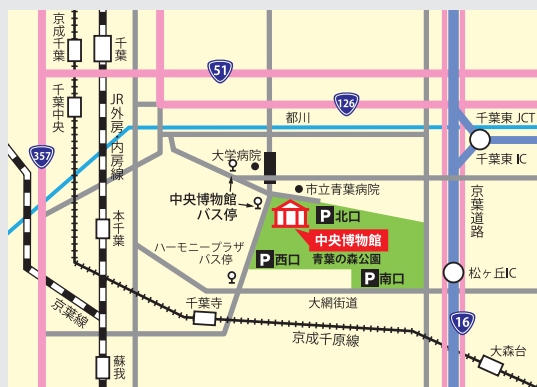 京成千葉
千葉
51
126
千葉中央
JR外房・内房線
都川
千葉東 JCT
357
大学病院
千葉東 IC
中央博物館
バス停
市立青葉病院
京葉道路
P 北口
本千葉
中央博物館
ハーモニープラザ
バス停
P 西口
青葉の森公園
P 南口
松ヶ丘IC
京葉線
千葉寺
大網街道
16
京成千原線
大森台
蘇我